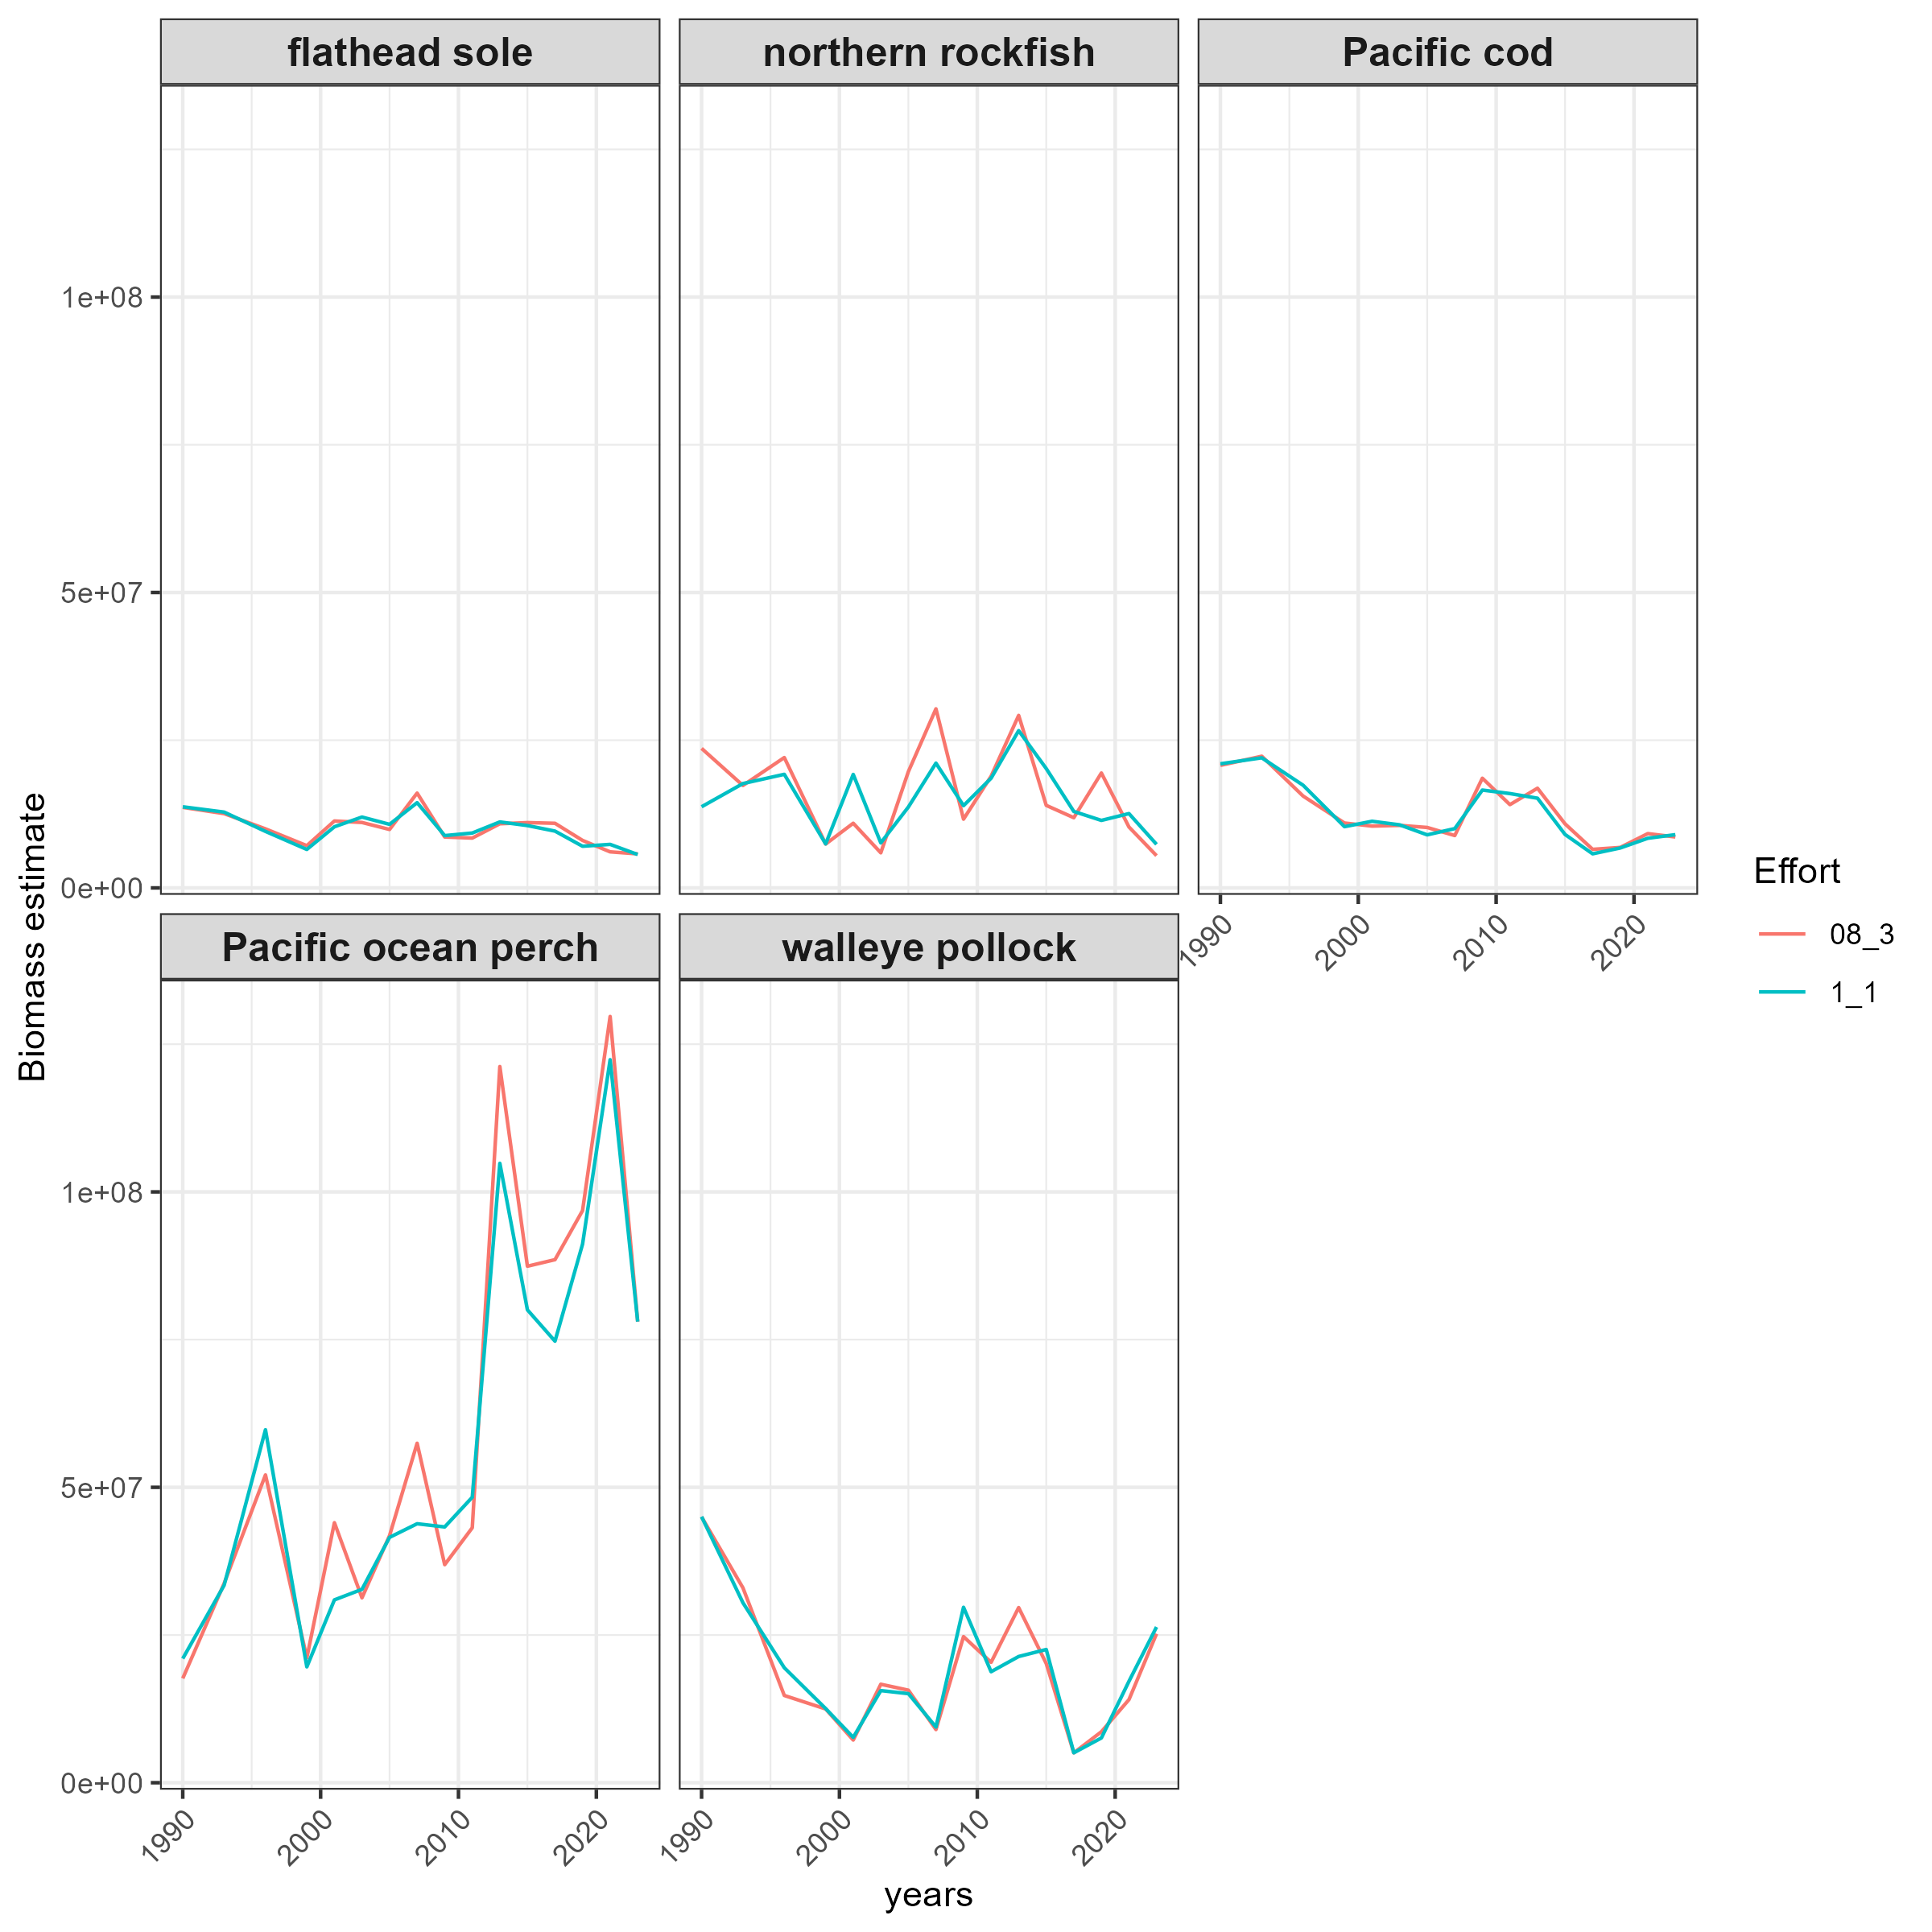 flathead sole
northern rockfish
Pacific cod
1e+08
5e+07
0e+00
1990
2000
2010
2020
Pacific ocean perch
walleye pollock
1e+08
5e+07
0e+00
1990
2000
2010
2020
1990
2000
2010
2020
years
Biomass estimate
Effort
08_3
1_1